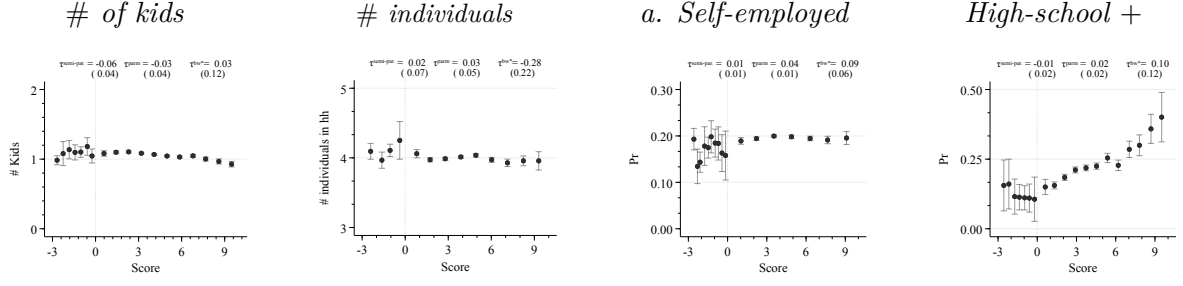 # of kids
# individuals
a. Self-employed
High-school +
τsemi-par. = -0.06 τparm = -0.03 τbw* = 0.03
( 0.04) ( 0.04) (0.12)
2
1
0
# Kids
-3 0 3 6 9
Score
τsemi-par. = 0.02 τparm = 0.03 τbw* = -0.28
( 0.07) ( 0.05) (0.22)
5
4
3
# individuals in hh
-3 0 3 6 9
Score
τsemi-par. = 0.01 τparm = 0.04 τbw* = 0.09
( 0.01) ( 0.01) (0.06)
0.30
0.20
0.10
0.00
Pr
-3 0 3 6 9
Score
τsemi-par. = -0.01 τparm = 0.02 τbw* = 0.10
( 0.02) ( 0.02) (0.12)
0.50
0.25
0.00
Pr
-3 0 3 6 9
Score